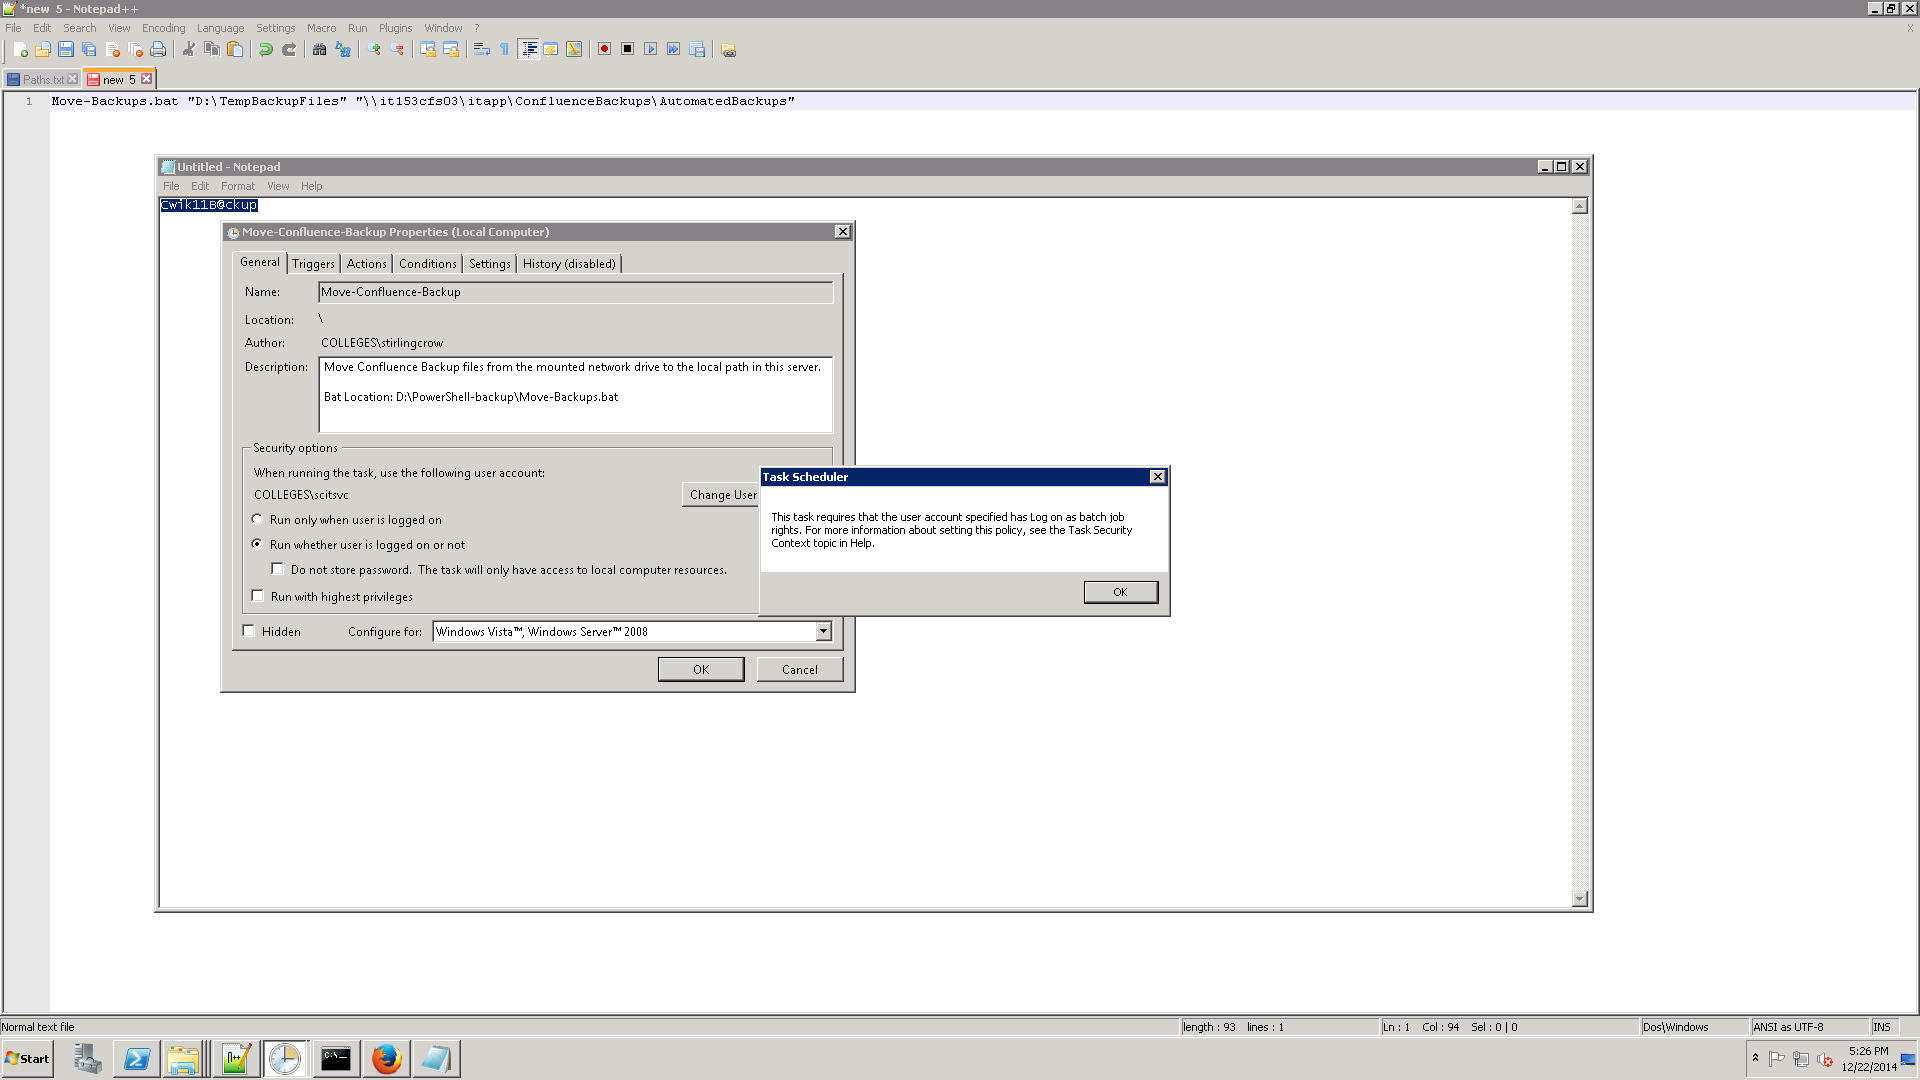 *new 5 - Notepad++
File Edit Search View Encoding Language Settings Macro Run Plugins Window ?
X
Paths.txt new 5
1 Move-Backups.bat "D:\TempBackupFiles" "\\it153cfs03\itapp\ConfluenceBackups\AutomatedBackups"
Untitled - Notepad
File Edit Format View Help
Cwik11B@ckup
Move-Confluence-Backup Properties (Local Computer)
General Triggers Actions Conditions Settings History (disabled)
Name: Move-Confluence-Backup
Location: \
Author: COLLEGES\stirlingcrow
Description: Move Confluence Backup files from the mounted network drive to the local path in this server.
Bat Location: D:\PowerShell-backup\Move-Backups.bat
Security options
When running the task, use the following user account:
COLLEGES\scitsvc
Change User
Run only when user is logged on
Run whether user is logged on or not
Do not store password. The task will only have access to local computer resources.
Run with highest privileges
Hidden Configure for: Windows Vista™, Windows Server™ 2008
OK Cancel
Task Scheduler
This task requires that the user account specified has Log on as batch job
rights. For more information about setting this policy, see the Task Security
Context topic in Help.
OK
Normal text file length : 93 lines : 1 Ln : 1 Col : 94 Sel : 0 | 0 Dos\Windows ANSI as UTF-8 INS
Start
5:26 PM
12/22/2014